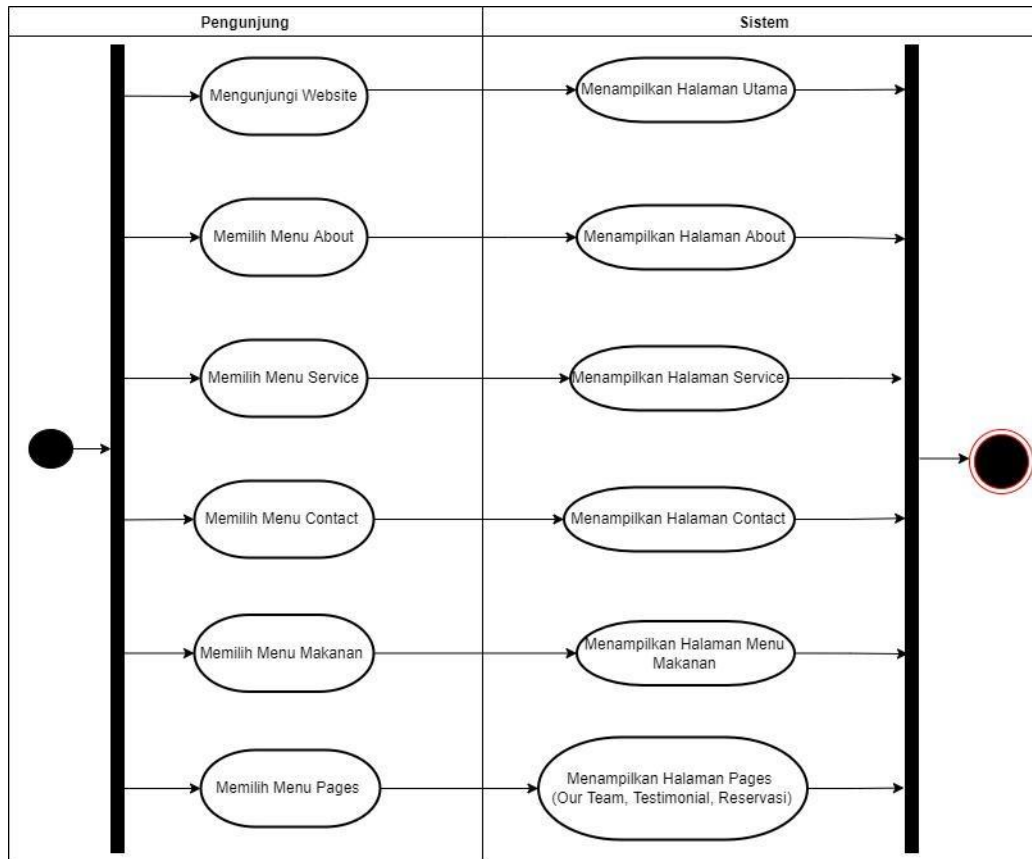 Pengunjung
Sistem
Mengunjungi Website
Menampilkan Halaman Utama
Memilih Menu About
Menampilkan Halaman About
Memilih Menu Service
Menampilkan Halaman Service
Memilih Menu Contact
Menampilkan Halaman Contact
Memilih Menu Makanan
Menampilkan Halaman Menu
Makanan
Memilih Menu Pages
Menampilkan Halaman Pages
(Our Team, Testimonial, Reservasi)